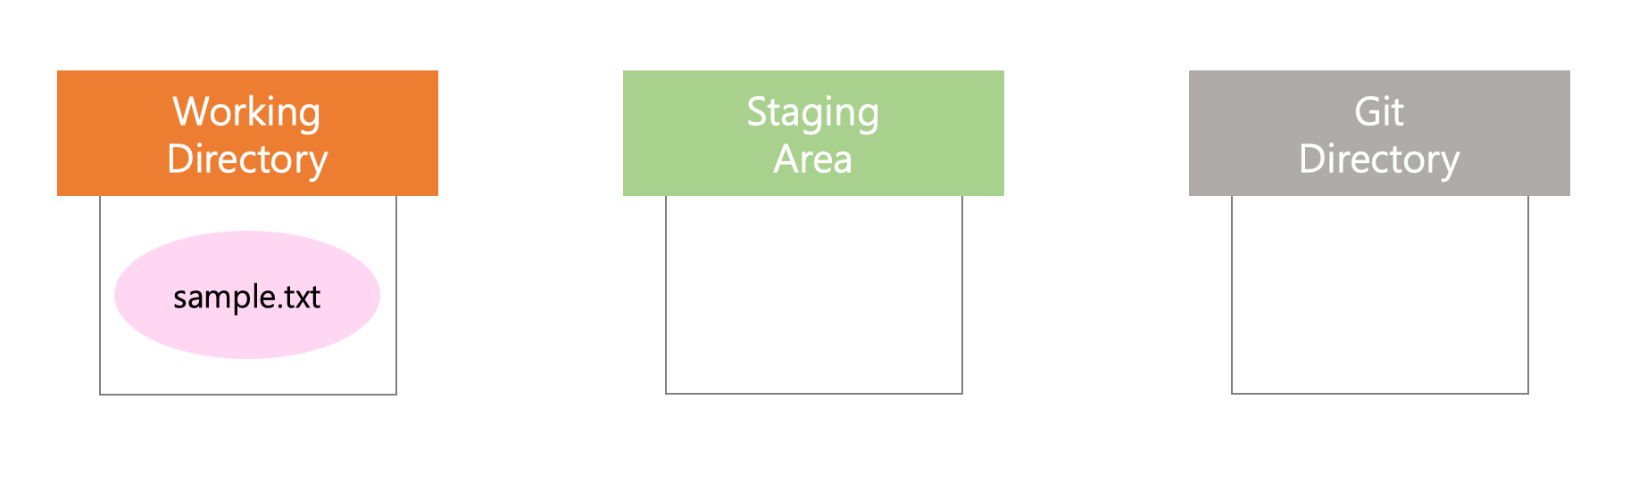 Working
Directory
Staging
Area
Git
Directory
sample.txt